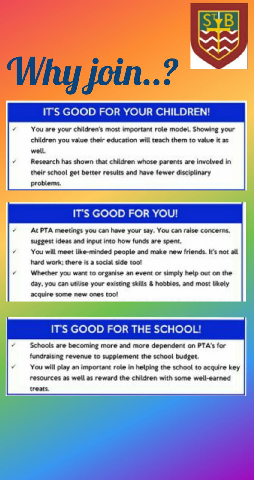 STB
Why join..?
IT'S GOOD FOR YOUR CHILDREN!
✓ You are your children's most important role model. Showing your
children you value their education will teach them to value it as
well.
✓ Research has shown that children whose parents are involved in
their school get better results and have fewer disciplinary
problems.
IT'S GOOD FOR YOU!
✓ At PTA meetings you can have your say. You can raise concerns,
suggest ideas and input into how funds are spent.
✓ You will meet like-minded people and make new friends. It's not all
hard work; there is a social side too!
✓ Whether you want to organise an event or simply help out on the
day, you can utilise your existing skills & hobbies, and most likely
acquire some new ones too!
IT'S GOOD FOR THE SCHOOL!
✓ Schools are becoming more and more dependent on PTA's for
fundraising revenue to supplement the school budget.
✓ You will play an important role in helping the school to acquire key
resources as well as reward the children with some well-earned
treats.